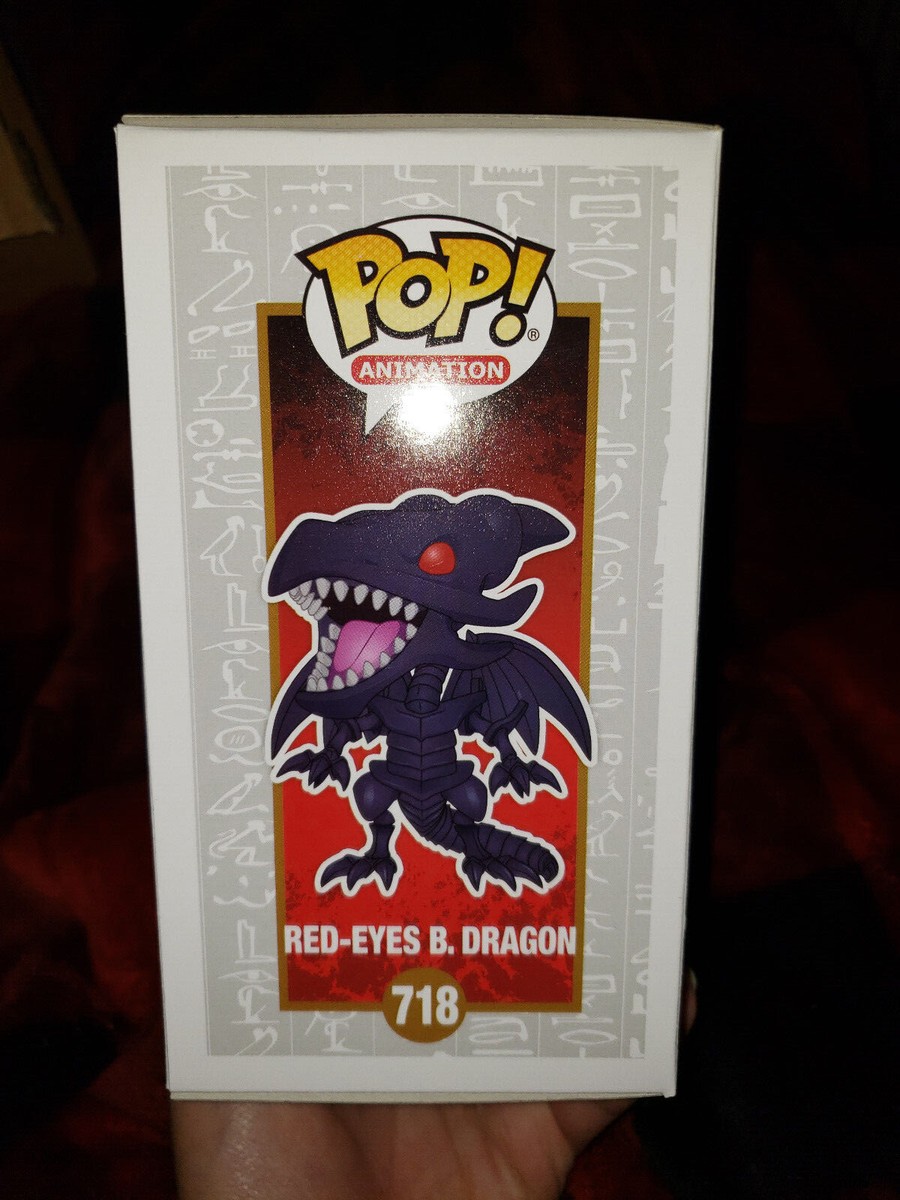 POP!®
ANIMATION
RED-EYES B. DRAGON
718